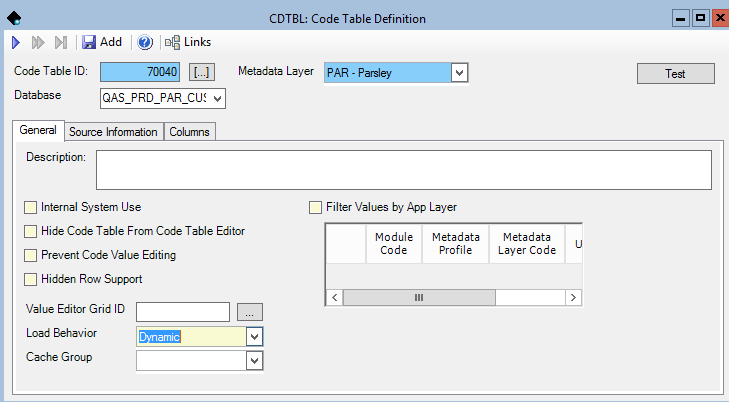 CDTBL: Code Table Definition
Add Links
Code Table ID: 70040 [...] Metadata Layer PAR - Parsley Test
Database QAS_PRD_PAR_CUS
General Source Information Columns
Description:
Internal System Use Filter Values by App Layer
Hide Code Table From Code Table Editor
Prevent Code Value Editing
Hidden Row Support
Module Code Metadata Profile Metadata Layer Code U
Value Editor Grid ID ...
Load Behavior Dynamic
Cache Group